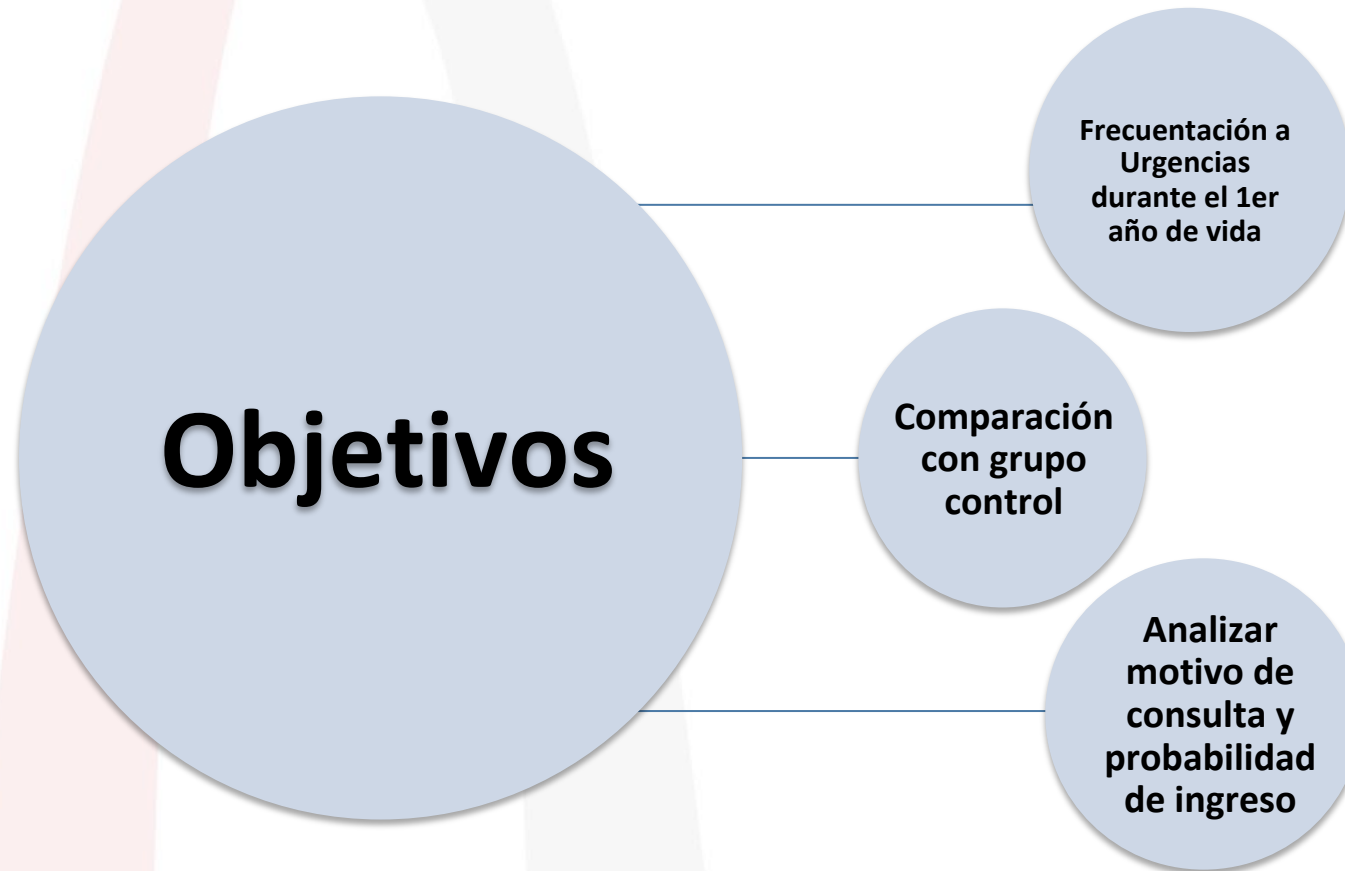 Objetivos
Frecuentación a
Urgencias
durante el 1er
año de vida
Comparación
con grupo
control
Analizar
motivo de
consulta y
probabilidad
de ingreso